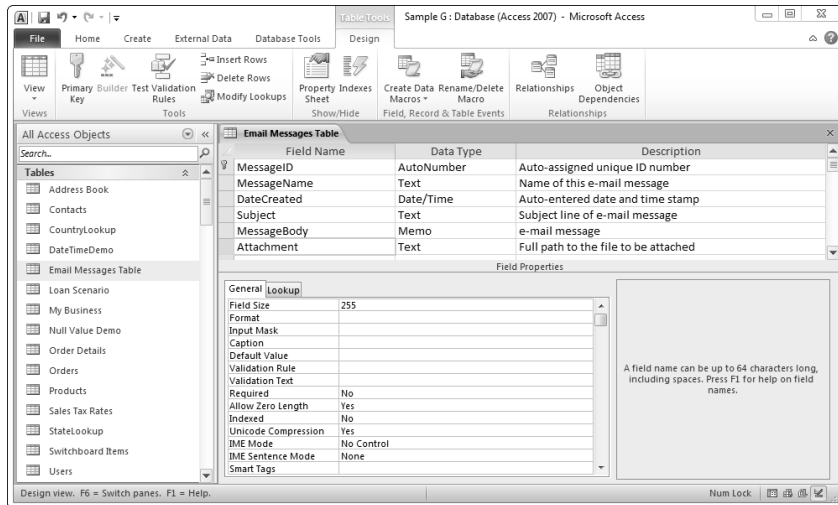 Table Tools
Sample G : Database (Access 2007) - Microsoft Access
File Home Create External Data Database Tools Design
View
Primary Key
Builder
Test Validation Rules
Insert Rows
Delete Rows
Modify Lookups
Property Sheet
Indexes
Create Data Macros
Rename/Delete Macro
Relationships
Object Dependencies
Views Tools Show/Hide Field, Record & Table Events Relationships
All Access Objects
Search...
Tables
Address Book
Contacts
CountryLookup
DateTimeDemo
Email Messages Table
Loan Scenario
My Business
Null Value Demo
Order Details
Orders
Products
Sales Tax Rates
StateLookup
Switchboard Items
Users
Email Messages Table
Field Name Data Type Description
MessageID AutoNumber Auto-assigned unique ID number
MessageName Text Name of this e-mail message
DateCreated Date/Time Auto-entered date and time stamp
Subject Text Subject line of e-mail message
MessageBody Memo e-mail message
Attachment Text Full path to the file to be attached
Field Properties
General Lookup
Field Size 255
Format
Input Mask
Caption
Default Value
Validation Rule
Validation Text
Required No
Allow Zero Length Yes
Indexed No
Unicode Compression Yes
IME Mode No Control
IME Sentence Mode None
Smart Tags
A field name can be up to 64 characters long,
including spaces. Press F1 for help on field
names.
Design view. F6 = Switch panes. F1 = Help.
Num Lock